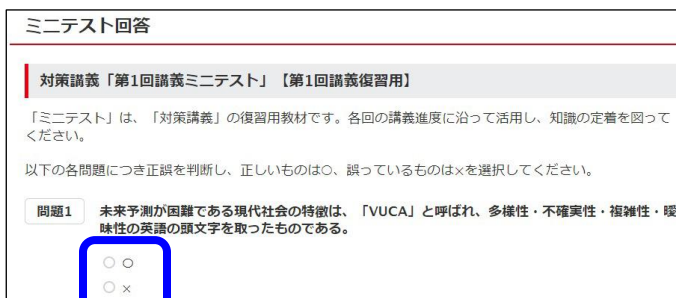 ミニテスト回答
対策講義「第1回講義ミニテスト」【第1回講義復習用】
「ミニテスト」は、「対策講義」の復習用教材です。各回の講義進度に沿って活用し、知識の定着を図って
ください。
以下の各問題につき正誤を判断し、正しいものは○、誤っているものは×を選択してください。
問題1 未来予測が困難である現代社会の特徴は、「VUCA」と呼ばれ、多様性・不確実性・複雑性・曖
昧性の英語の頭文字を取ったものである。
○
×